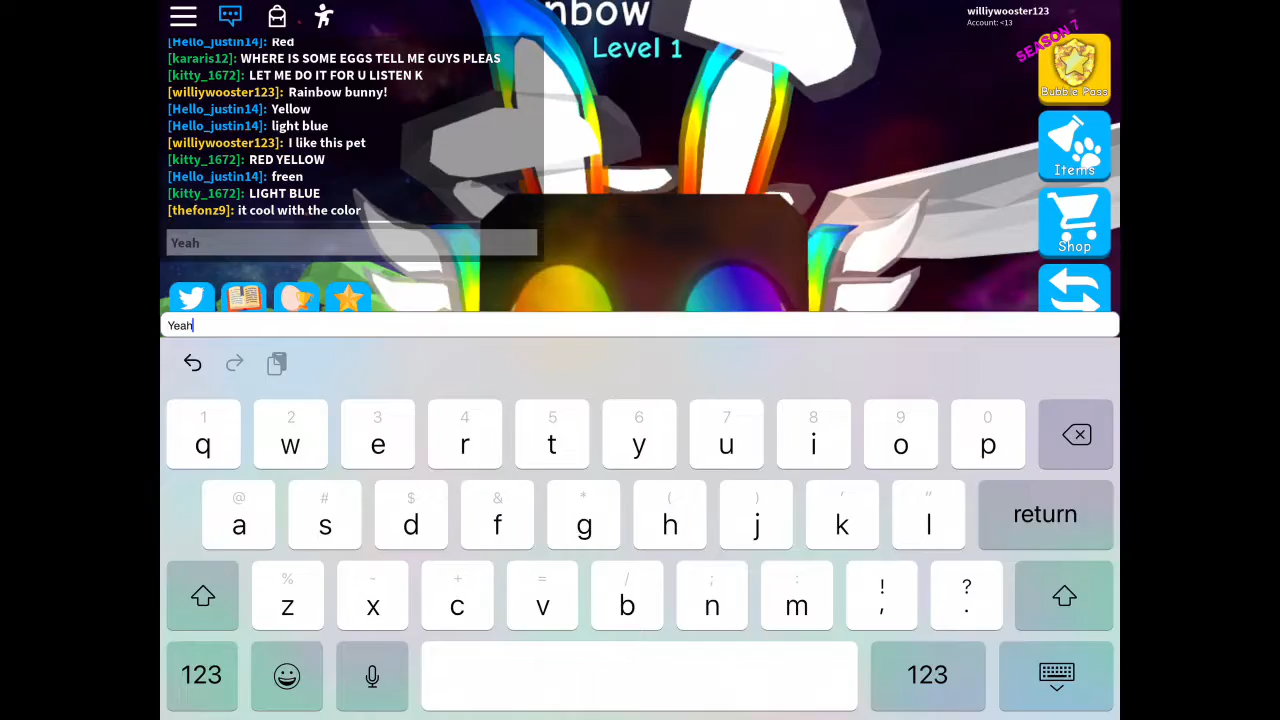 nbow
Level 1
williywooster123
Account: <13
SEASON 7
Bubble Pass
Items
Shop
[Hello_justin14]: Red
[kararis12]: WHERE IS SOME EGGS TELL ME GUYS PLEAS
[kitty_1672]: LET ME DO IT FOR U LISTEN K
[williywooster123]: Rainbow bunny!
[Hello_justin14]: Yellow
[Hello_justin14]: light blue
[williywooster123]: I like this pet
[kitty_1672]: RED YELLOW
[Hello_justin14]: freen
[kitty_1672]: LIGHT BLUE
[thefonz9]: it cool with the color
Yeah
Yeah
1 2 3 4 5 6 7 8 9 0
q w e r t y u i o p
@ # $ & * ( ) ' "
a s d f g h j k l return
% - + = / ; : ! ?
z x c v b n m , .
123 123